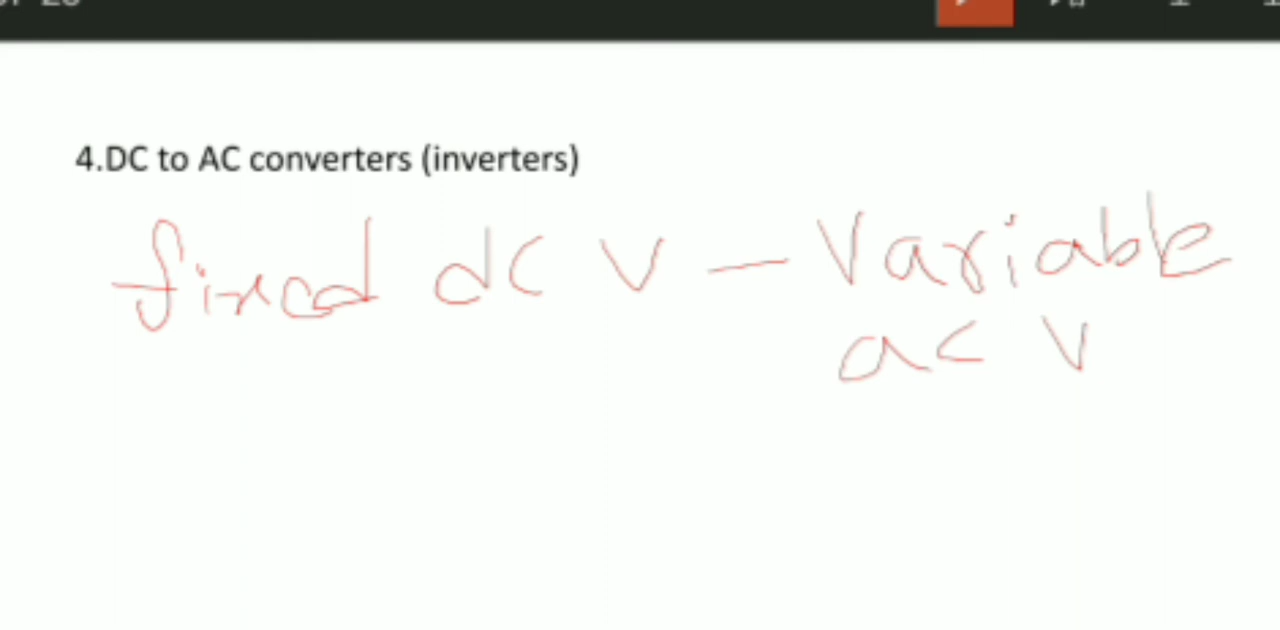 4.DC to AC converters (inverters)
fixed dc V — Variable
ac V